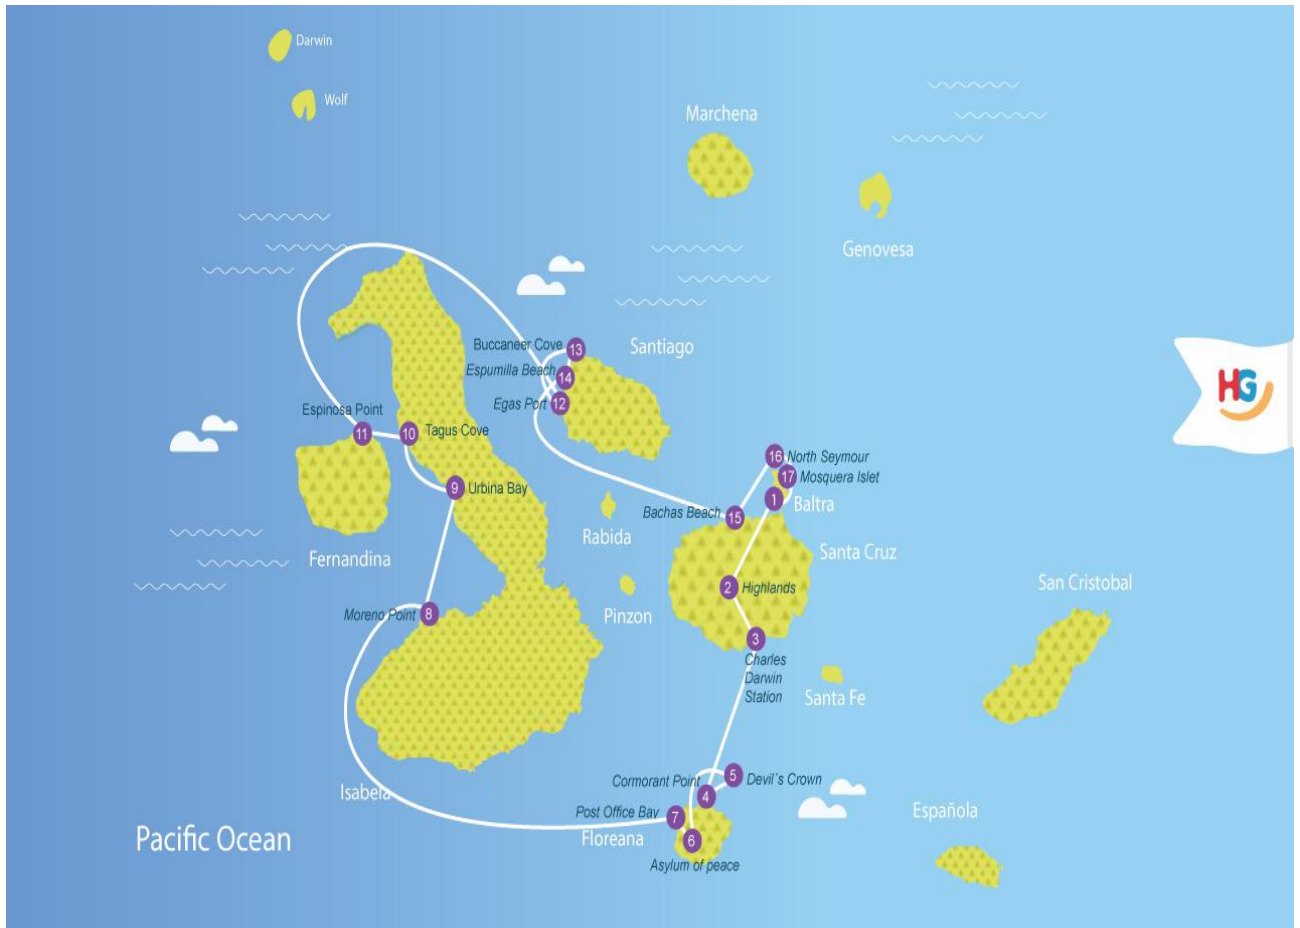 Darwin
Wolf
Marchena
Genovesa
Buccaneer Cove
13
Santiago
Espumilla Beach
14
Egas Port
12
HG
Espinosa Point
11
10
Tagus Cove
16
North Seymour
17
Mosquera Islet
9
Urbina Bay
1
Baltra
Bachas Beach
15
Rabida
Fernandina
Santa Cruz
2
Highlands
San Cristobal
Moreno Point
8
Pinzon
3
Charles
Darwin
Station
Santa Fe
Cormorant Point
4
5
Devil´s Crown
Isabela
Post Office Bay
7
Española
Pacific Ocean
Floreana
6
Asylum of peace